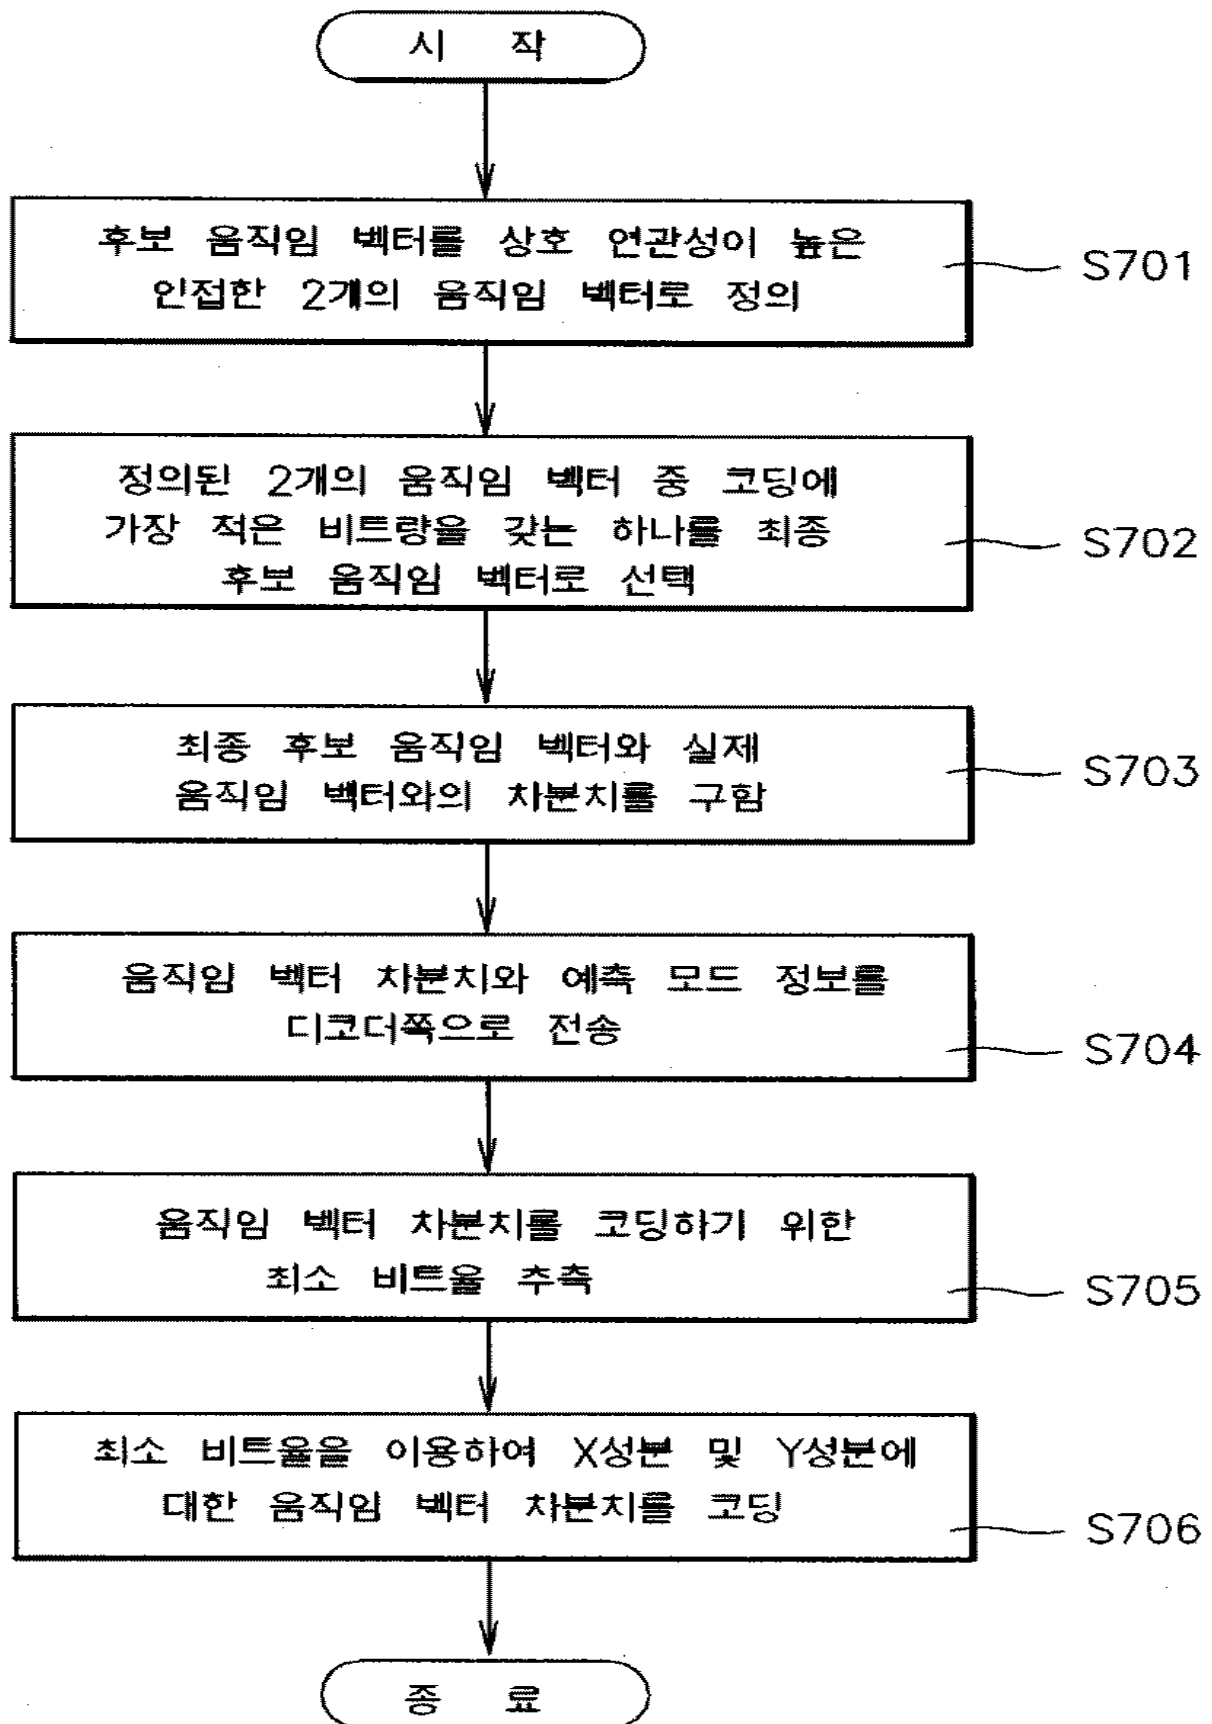 시 작
후보 움직임 벡터를 상호 연관성이 높은
인접한 2개의 움직임 벡터로 정의
S701
정의된 2개의 움직임 벡터 중 코딩에
가장 적은 비트량을 갖는 하나를 최종
후보 움직임 벡터로 선택
S702
최종 후보 움직임 벡터와 실제
움직임 벡터와의 차분치를 구함
S703
움직임 벡터 차분치와 예측 모드 정보를
디코더쪽으로 전송
S704
움직임 벡터 차분치를 코딩하기 위한
최소 비트율 추측
S705
최소 비트율을 이용하여 X성분 및 Y성분에
대한 움직임 벡터 차분치를 코딩
S706
종 료